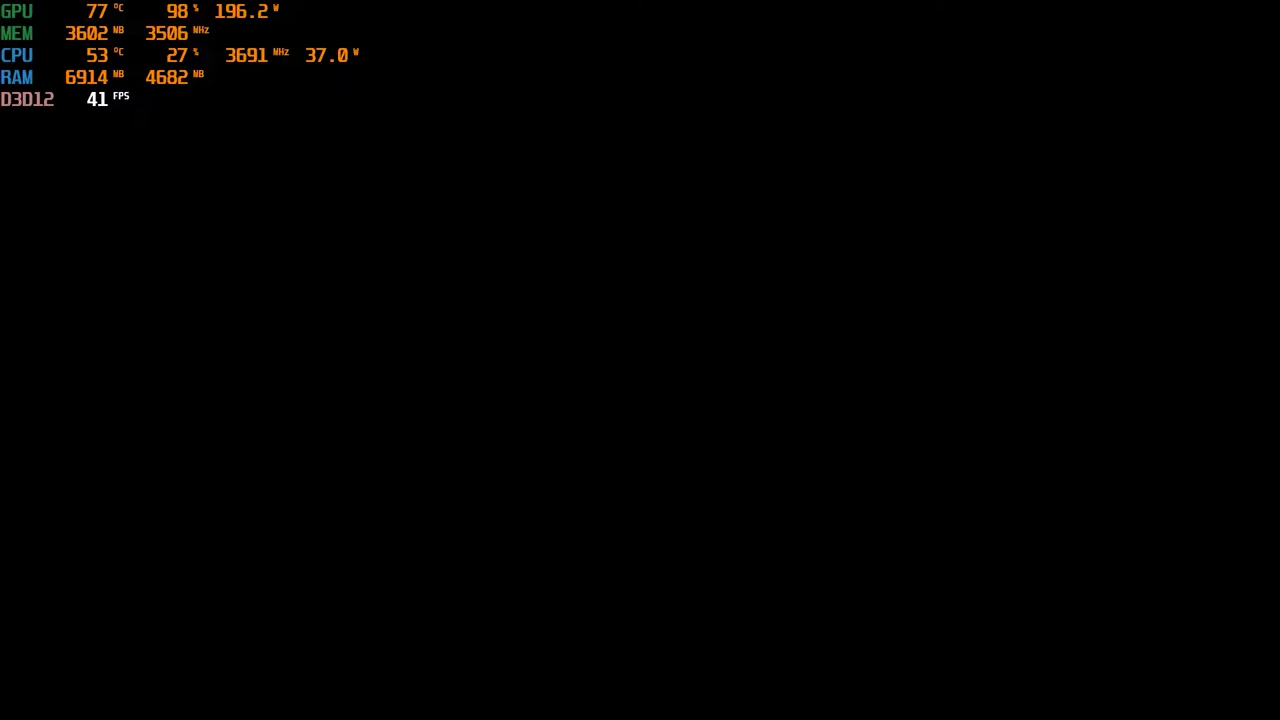 GPU 77 °C 98 % 196.2 W
MEM 3602 MB 3506 MHz
CPU 53 °C 27 % 3691 MHz 37.0 W
RAM 6914 MB 4682 MB
D3D12 41 FPS